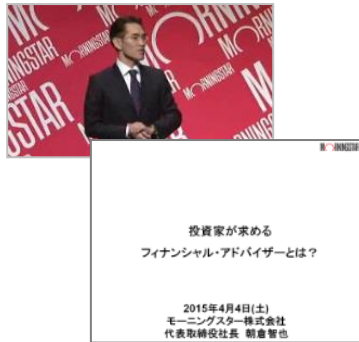 MORNINGSTAR
MORNINGSTAR
投資家が求める
フィナンシャル・アドバイザーとは？
2015年4月4日(土)
モーニングスター株式会社
代表取締役社長 朝倉智也